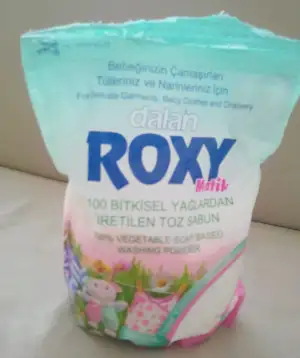 Bebeğinizin Çamaşırları
Tülleriniz ve Narinleriniz İçin
For Delicate Garments, Baby Clothes and Drapery
dalan
ROXY
Matik
100 BİTKİSEL YAĞLARDAN
ÜRETİLEN TOZ SABUN
100% VEGETABLE SOAP BASED
WASHING POWDER